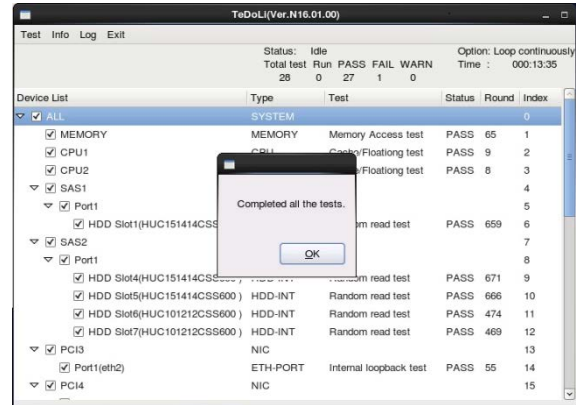 TeDoLi(Ver.N16.01.00)
Test Info Log Exit
Status: Idle Option: Loop continuously
Total test Run PASS FAIL WARN Time : 000:13:35
28 0 27 1 0
Device List Type Test Status Round Index
ALL SYSTEM 0
MEMORY MEMORY Memory Access test PASS 65 1
CPU1 CPU Cache/Floationg test PASS 9 2
CPU2 e/Floationg test PASS 8 3
SAS1 4
Port1 5
Completed all the tests.
HDD Slot1(HUC151414CSS om read test PASS 659 6
SAS2 7
OK
Port1 8
HDD Slot4(HUC151414CSS600 ) HDD-INT Random read test PASS 671 9
HDD Slot5(HUC151414CSS600 ) HDD-INT Random read test PASS 666 10
HDD Slot6(HUC101212CSS600 ) HDD-INT Random read test PASS 474 11
HDD Slot7(HUC101212CSS600 ) HDD-INT Random read test PASS 469 12
PCI3 NIC 13
Port1(eth2) ETH-PORT Internal loopback test PASS 55 14
PCI4 NIC 15